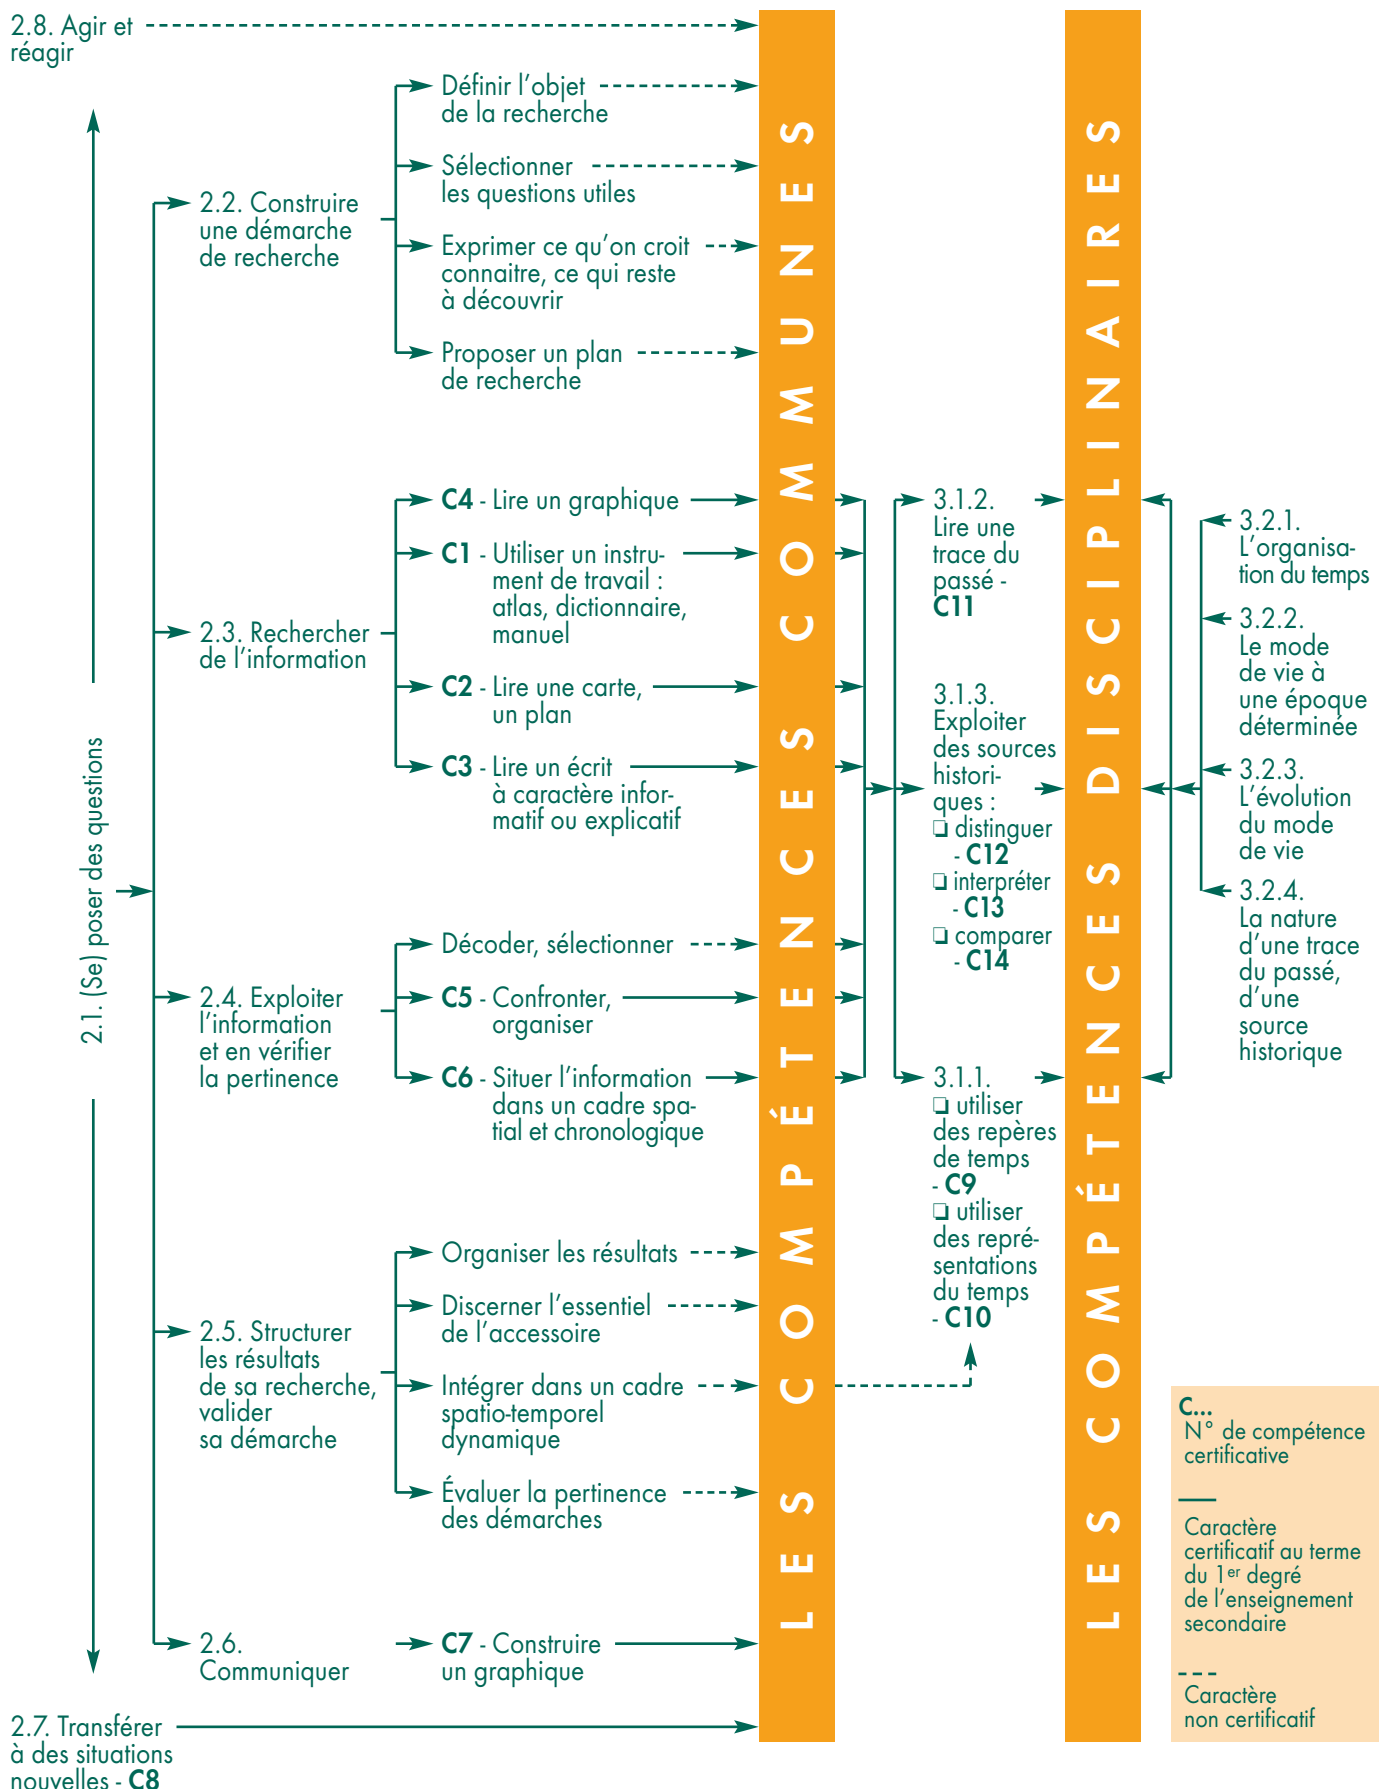 2.8. Agir et
réagir
Définir l'objet
de la recherche
Sélectionner
les questions utiles
2.2. Construire
une démarche
de recherche
Exprimer ce qu'on croit
connaitre, ce qui reste
à découvrir
Proposer un plan
de recherche
2.1. (Se) poser des questions
2.3. Rechercher
de l'information
C4 - Lire un graphique
C1 - Utiliser un instru-
ment de travail :
atlas, dictionnaire,
manuel
C2 - Lire une carte,
un plan
C3 - Lire un écrit
à caractère infor-
matif ou explicatif
2.4. Exploiter
l'information
et en vérifier
la pertinence
Décoder, sélectionner
C5 - Confronter,
organiser
C6 - Situer l'information
dans un cadre spa-
tial et chronologique
2.5. Structurer
les résultats
de sa recherche,
valider
sa démarche
Organiser les résultats
Discerner l'essentiel
de l'accessoire
Intégrer dans un cadre
spatio-temporel
dynamique
Évaluer la pertinence
des démarches
2.6.
Communiquer
C7 - Construire
un graphique
2.7. Transférer
à des situations
nouvelles - C8
LES COMPÉTENCES COMMUNES
3.1.2.
Lire une
trace du
passé -
C11
3.1.3.
Exploiter
des sources
histori-
ques :
❏ distinguer
- C12
❏ interpréter
- C13
❏ comparer
- C14
3.1.1.
❏ utiliser
des repères
de temps
- C9
❏ utiliser
des repré-
sentations
du temps
- C10
LES COMPÉTENCES DISCIPLINAIRES
3.2.1.
L'organisa-
tion du temps
3.2.2.
Le mode
de vie à
une époque
déterminée
3.2.3.
L'évolution
du mode
de vie
3.2.4.
La nature
d'une trace
du passé,
d'une
source
historique
C...
N° de compétence
certificative
Caractère
certificatif au terme
du 1er degré
de l'enseignement
secondaire
Caractère
non certificatif